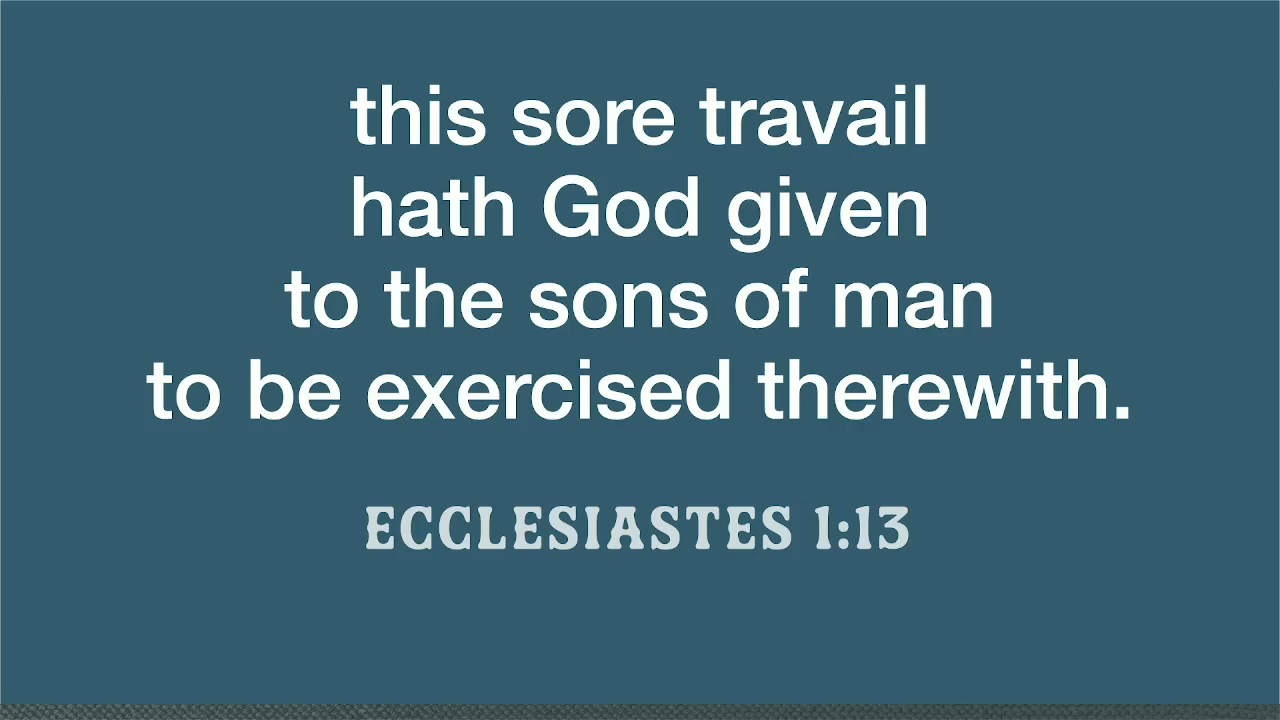 this sore travail
hath God given
to the sons of man
to be exercised therewith.
ECCLESIASTES 1:13